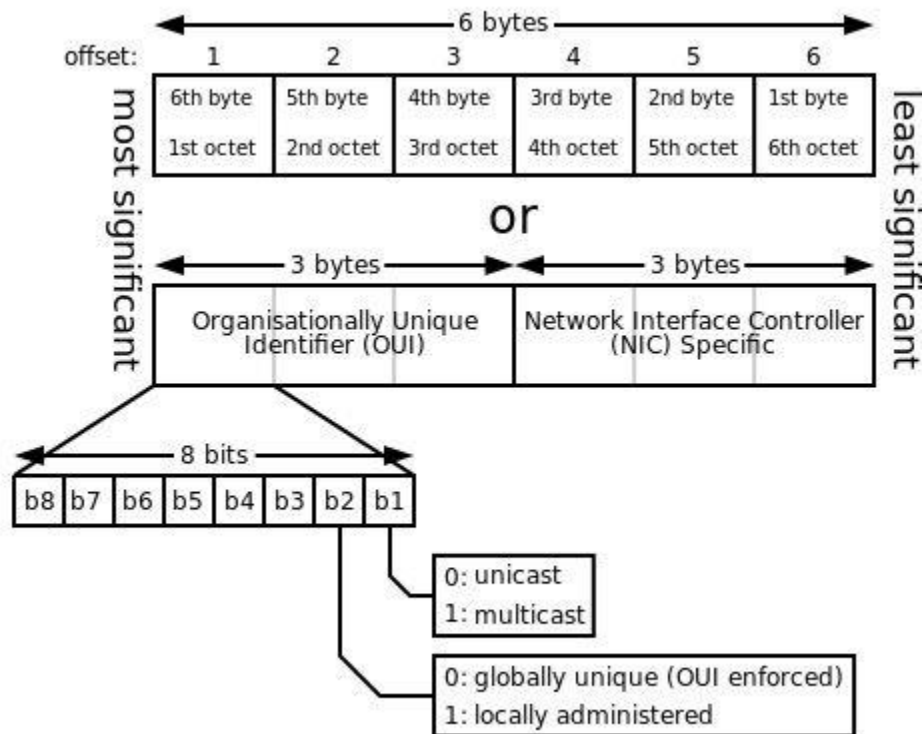 6 bytes
offset: 1 2 3 4 5 6
most significant
6th byte 5th byte 4th byte 3rd byte 2nd byte 1st byte
1st octet 2nd octet 3rd octet 4th octet 5th octet 6th octet
least significant
or
3 bytes 3 bytes
Organisationally Unique
Identifier (OUI)
Network Interface Controller
(NIC) Specific
8 bits
b8 b7 b6 b5 b4 b3 b2 b1
0: unicast
1: multicast
0: globally unique (OUI enforced)
1: locally administered